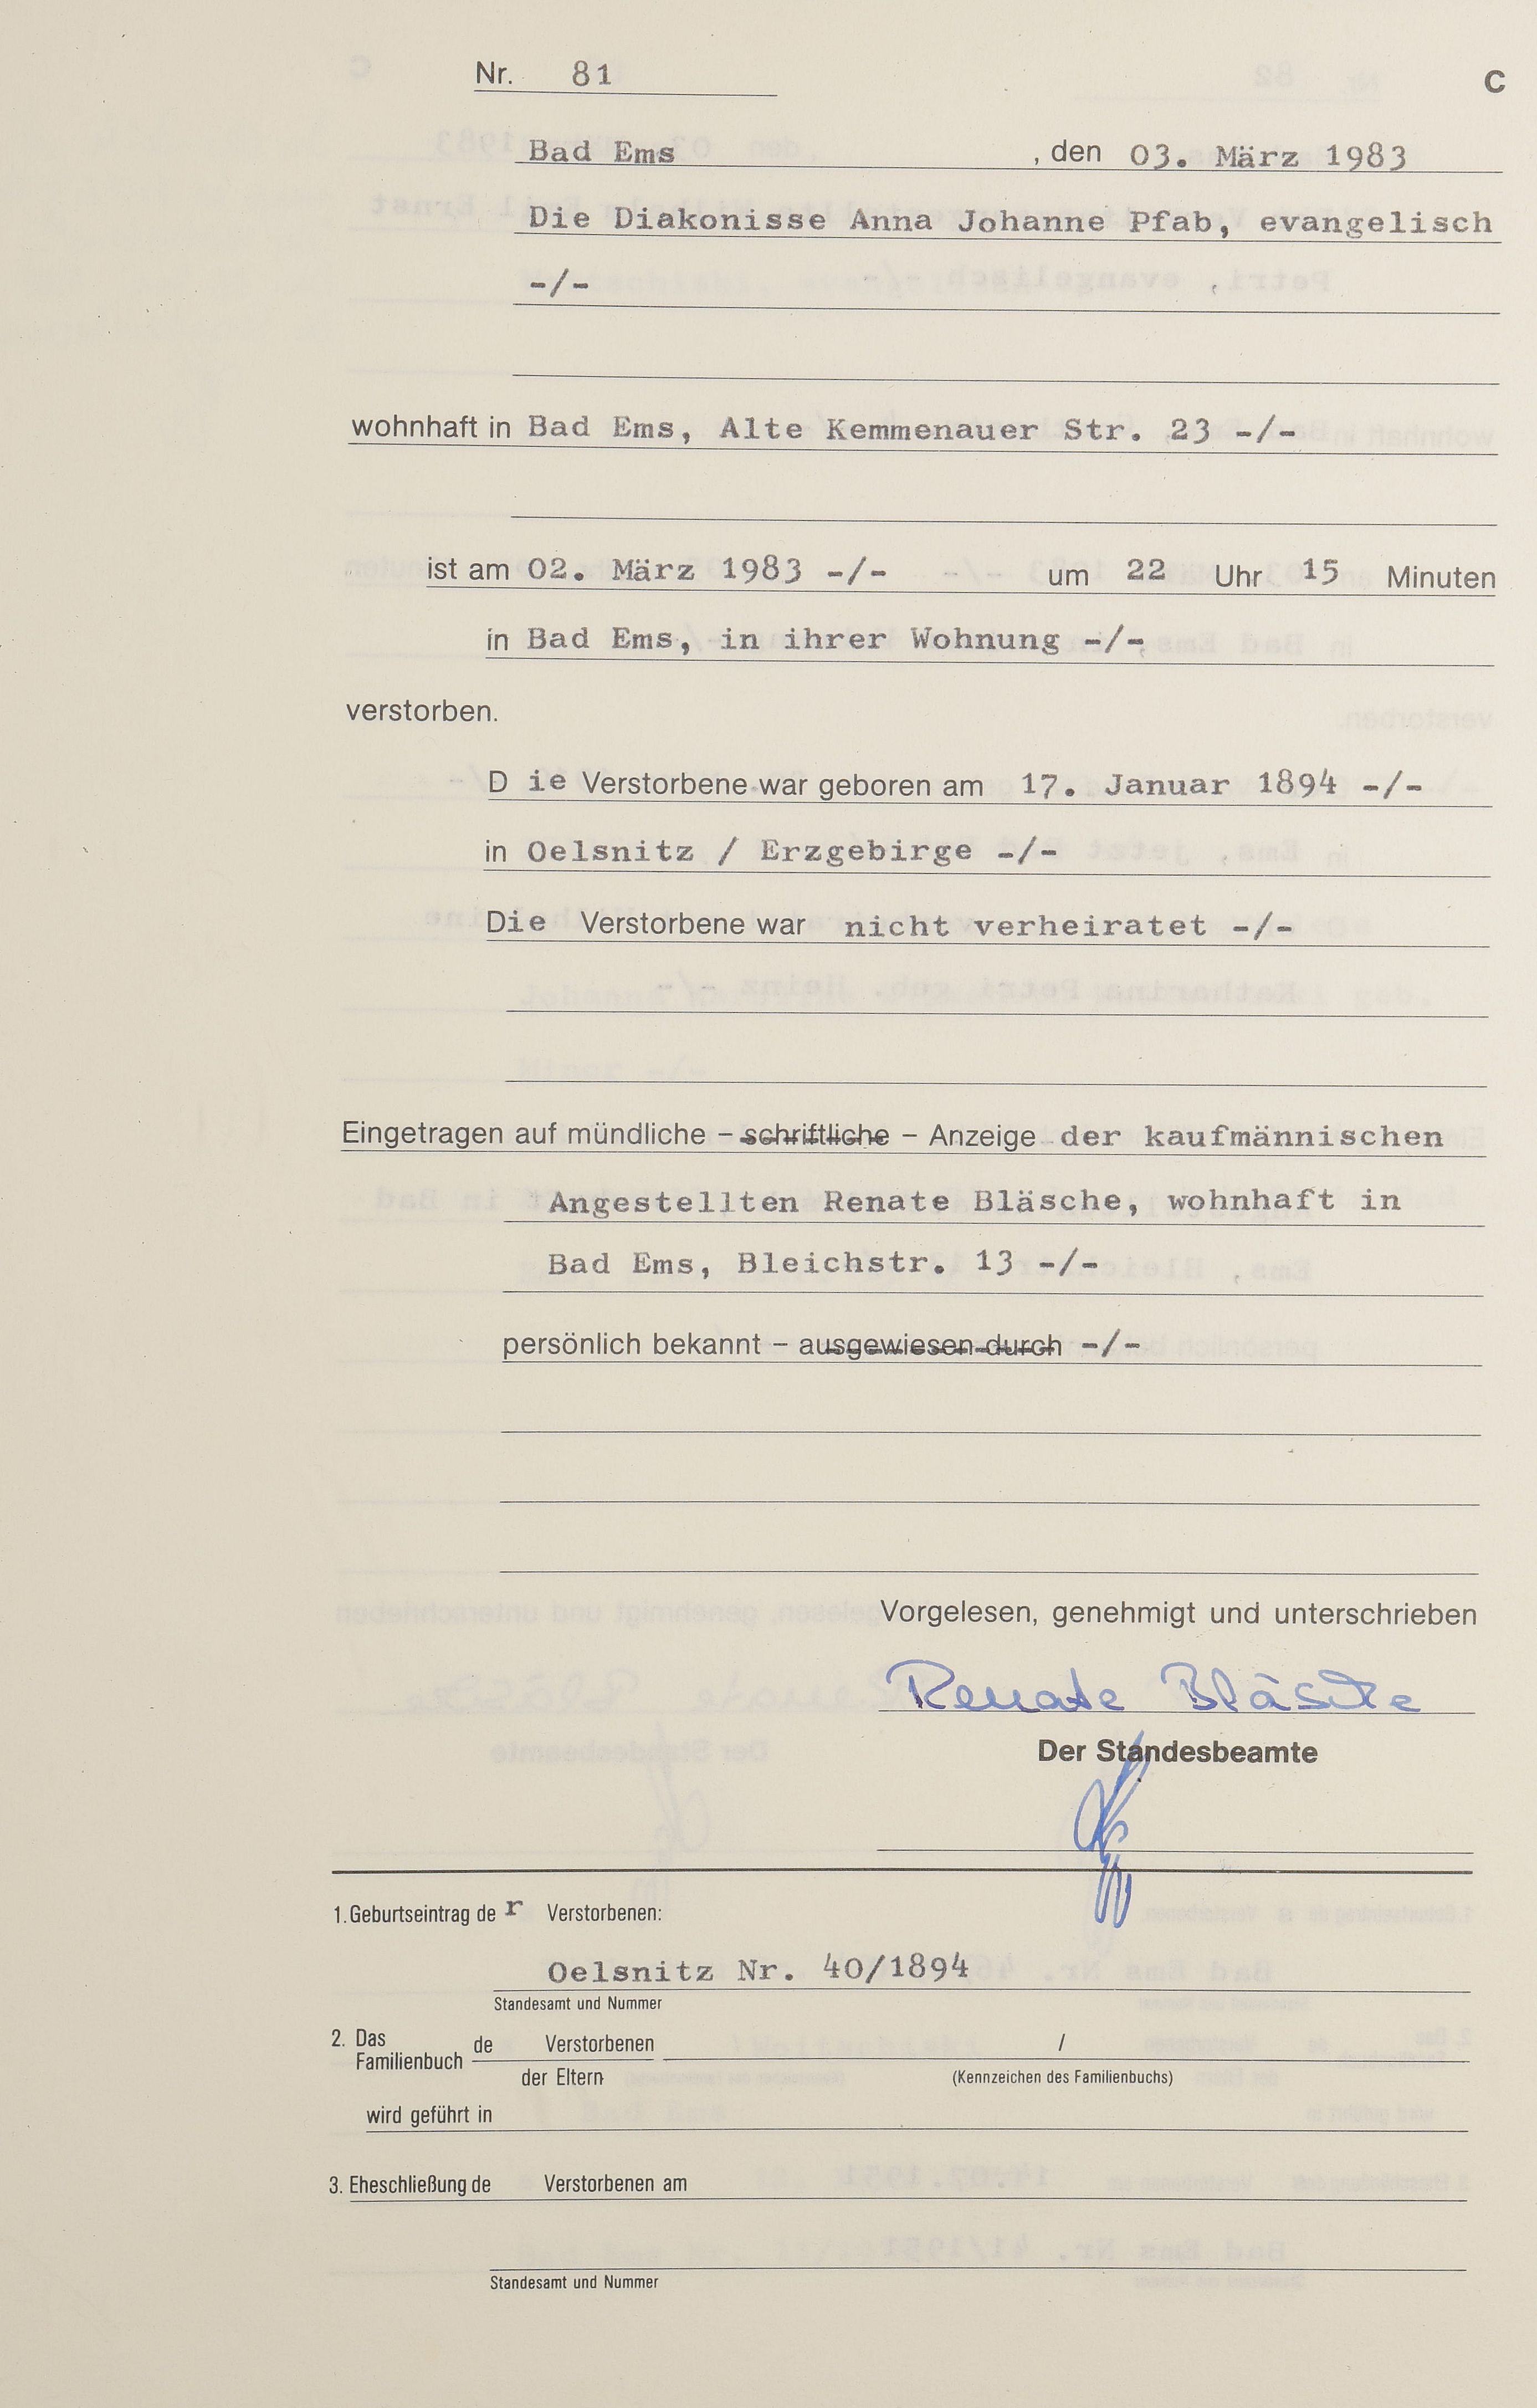 Nr. 81
C
Bad Ems , den 03. März 1983
Die Diakonisse Anna Johanne Pfab, evangelisch
-/-
wohnhaft in Bad Ems, Alte Kemmenauer Str. 23 -/-
ist am 02. März 1983 -/- um 22 Uhr 15 Minuten
in Bad Ems, in ihrer Wohnung -/-
verstorben.
D ie Verstorbene war geboren am 17. Januar 1894 -/-
in Oelsnitz / Erzgebirge -/-
Die Verstorbene war nicht verheiratet -/-
Eingetragen auf mündliche – schriftliche – Anzeige der kaufmännischen
Angestellten Renate Bläsche, wohnhaft in
Bad Ems, Bleichstr. 13 -/-
persönlich bekannt – ausgewiesen durch -/-
Vorgelesen, genehmigt und unterschrieben
Renate Bläsche
Der Standesbeamte
1. Geburtseintrag de r Verstorbenen:
Oelsnitz Nr. 40/1894
Standesamt und Nummer
2. Das Familienbuch de Verstorbenen /
der Eltern (Kennzeichen des Familienbuchs)
wird geführt in
3. Eheschließung de Verstorbenen am
Standesamt und Nummer